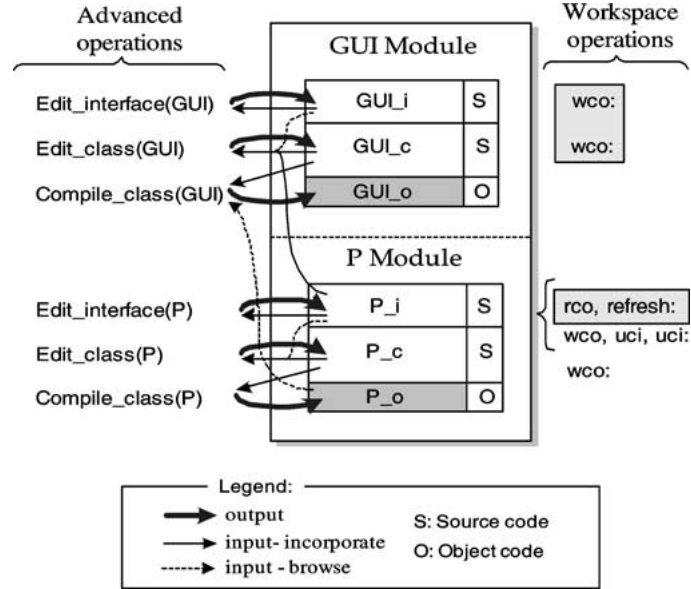 Advanced
operations
Workspace
operations
GUI Module
Edit_interface(GUI)
GUI_i
S
wco:
Edit_class(GUI)
GUI_c
S
wco:
Compile_class(GUI)
GUI_o
O
P Module
Edit_interface(P)
P_i
S
rco, refresh:
wco, uci, uci:
Edit_class(P)
P_c
S
wco:
Compile_class(P)
P_o
O
Legend:
output
input- incorporate
input - browse
S: Source code
O: Object code